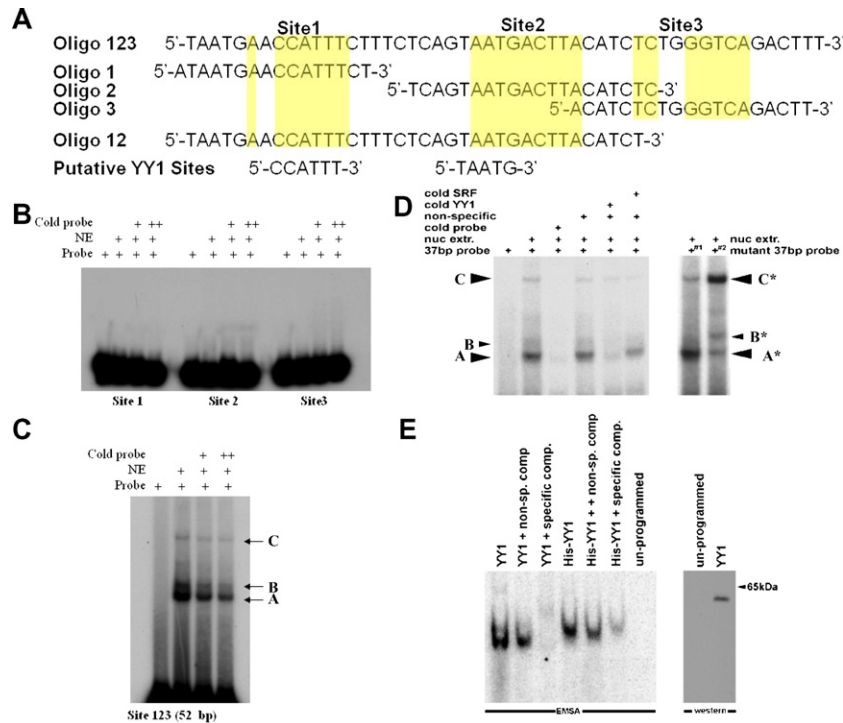 A
Site1 Site2 Site3
Oligo 123 5'-TAATGAACCATTTCTTTCTCAGTAATGACTTACATCTCTGGGTCAGACTTT-3'
Oligo 1 5'-ATAATGAACCATTTCT-3'
Oligo 2 5'-TCAGTAATGACTTACATCTC-3'
Oligo 3 5'-ACATCTCTGGGTCAGACTT-3'
Oligo 12 5'-TAATGAACCATTTCTTTCTCAGTAATGACTTACATCT-3'
Putative YY1 Sites 5'-CCATTT-3' 5'-TAATG-3'
B
Cold probe + ++ + ++ + ++
NE + + + + + + + + +
Probe + + + + + + + + + + + +
Site 1 Site 2 Site3
C
Cold probe + ++
NE + + +
Probe + + + +
C
B
A
Site 123 (52 bp)
D
cold SRF +
cold YY1 +
non-specific + + +
cold probe +
nuc extr. + + + + + + + nuc extr.
37bp probe + + + + + + +#1 +#2 mutant 37bp probe
C C*
B B*
A A*
E
YY1
YY1 + non-sp. comp
YY1 + specific comp.
His-YY1
His-YY1 + + non-sp. comp
His-YY1 + specific comp.
un-programmed
un-programmed
YY1
65kDa
EMSA
western